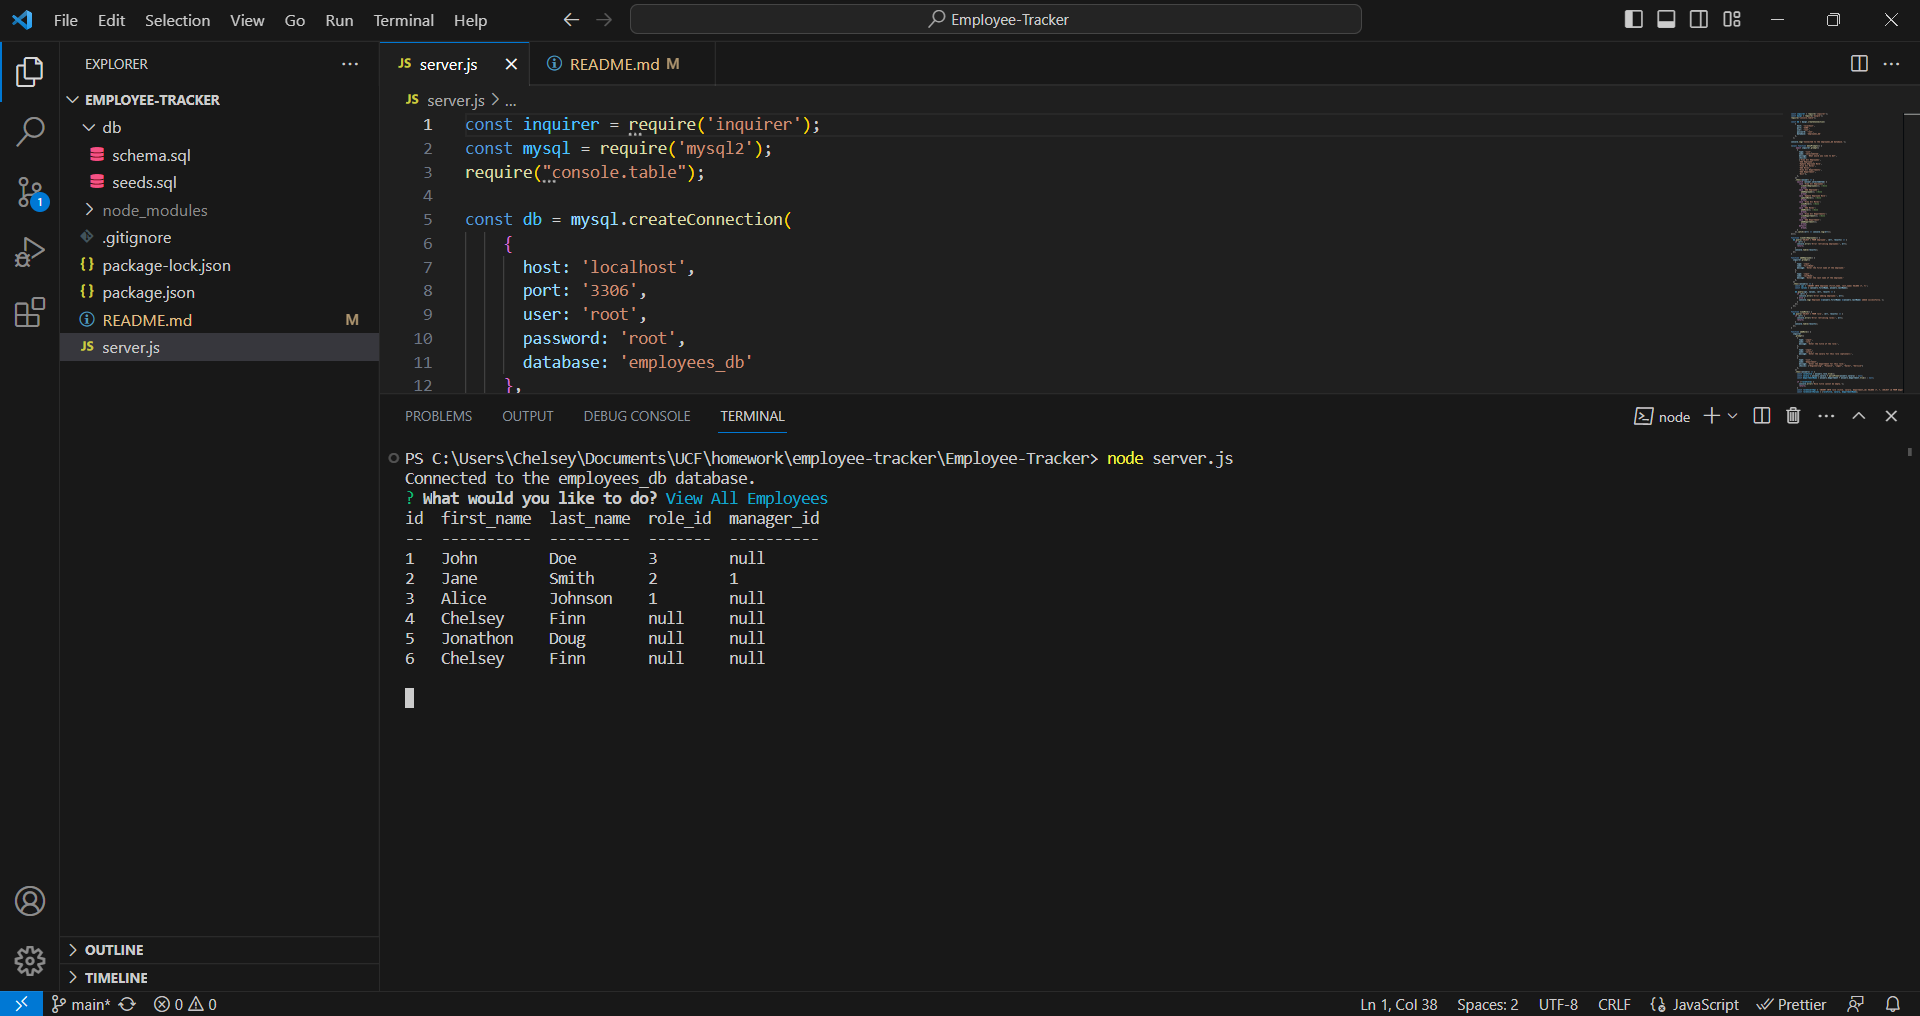 File Edit Selection View Go Run Terminal Help
Employee-Tracker
EXPLORER
EMPLOYEE-TRACKER
db
schema.sql
seeds.sql
node_modules
.gitignore
package-lock.json
package.json
README.md M
server.js
OUTLINE
TIMELINE
1
JS server.js
README.md M
JS server.js > ...
1 const inquirer = require('inquirer');
2 const mysql = require('mysql2');
3 require("console.table");
4
5 const db = mysql.createConnection(
6 {
7 host: 'localhost',
8 port: '3306',
9 user: 'root',
10 password: 'root',
11 database: 'employees_db'
12 },
PROBLEMS OUTPUT DEBUG CONSOLE TERMINAL
node
PS C:\Users\Chelsey\Documents\UCF\homework\employee-tracker\Employee-Tracker> node server.js
Connected to the employees_db database.
? What would you like to do? View All Employees
id first_name last_name role_id manager_id
-- ---------- --------- ------- ----------
1 John Doe 3 null
2 Jane Smith 2 1
3 Alice Johnson 1 null
4 Chelsey Finn null null
5 Jonathon Doug null null
6 Chelsey Finn null null
main* 0 0
Ln 1, Col 38 Spaces: 2 UTF-8 CRLF {} JavaScript Prettier